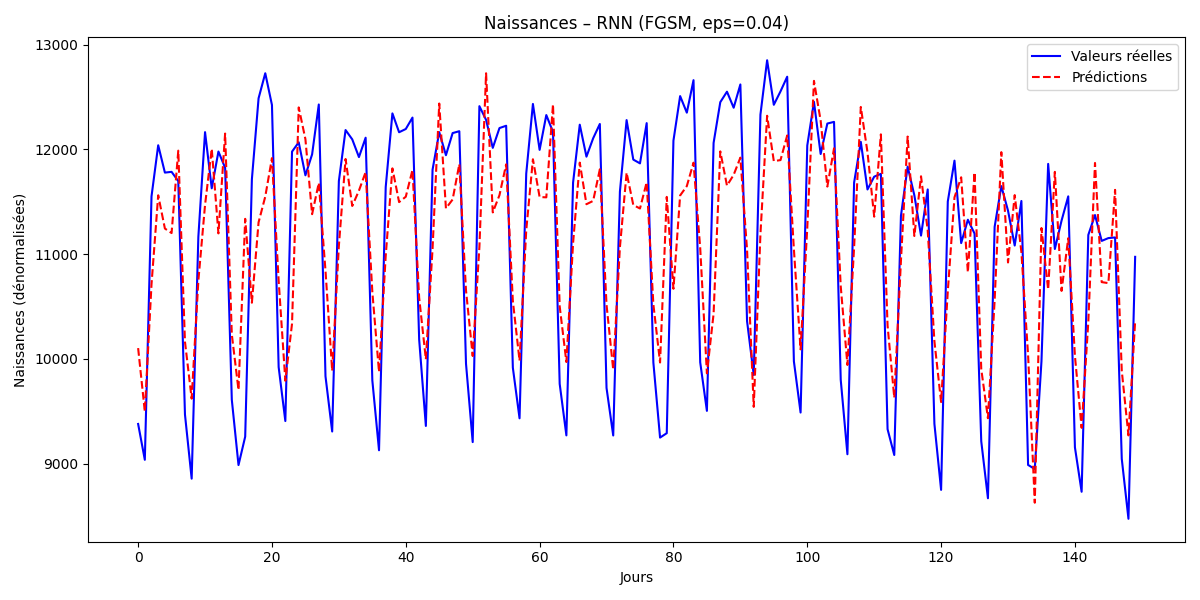 Naissances – RNN (FGSM, eps=0.04)
Valeurs réelles
Prédictions
Naissances (dénormalisées)
13000
12000
11000
10000
9000
0 20 40 60 80 100 120 140
Jours